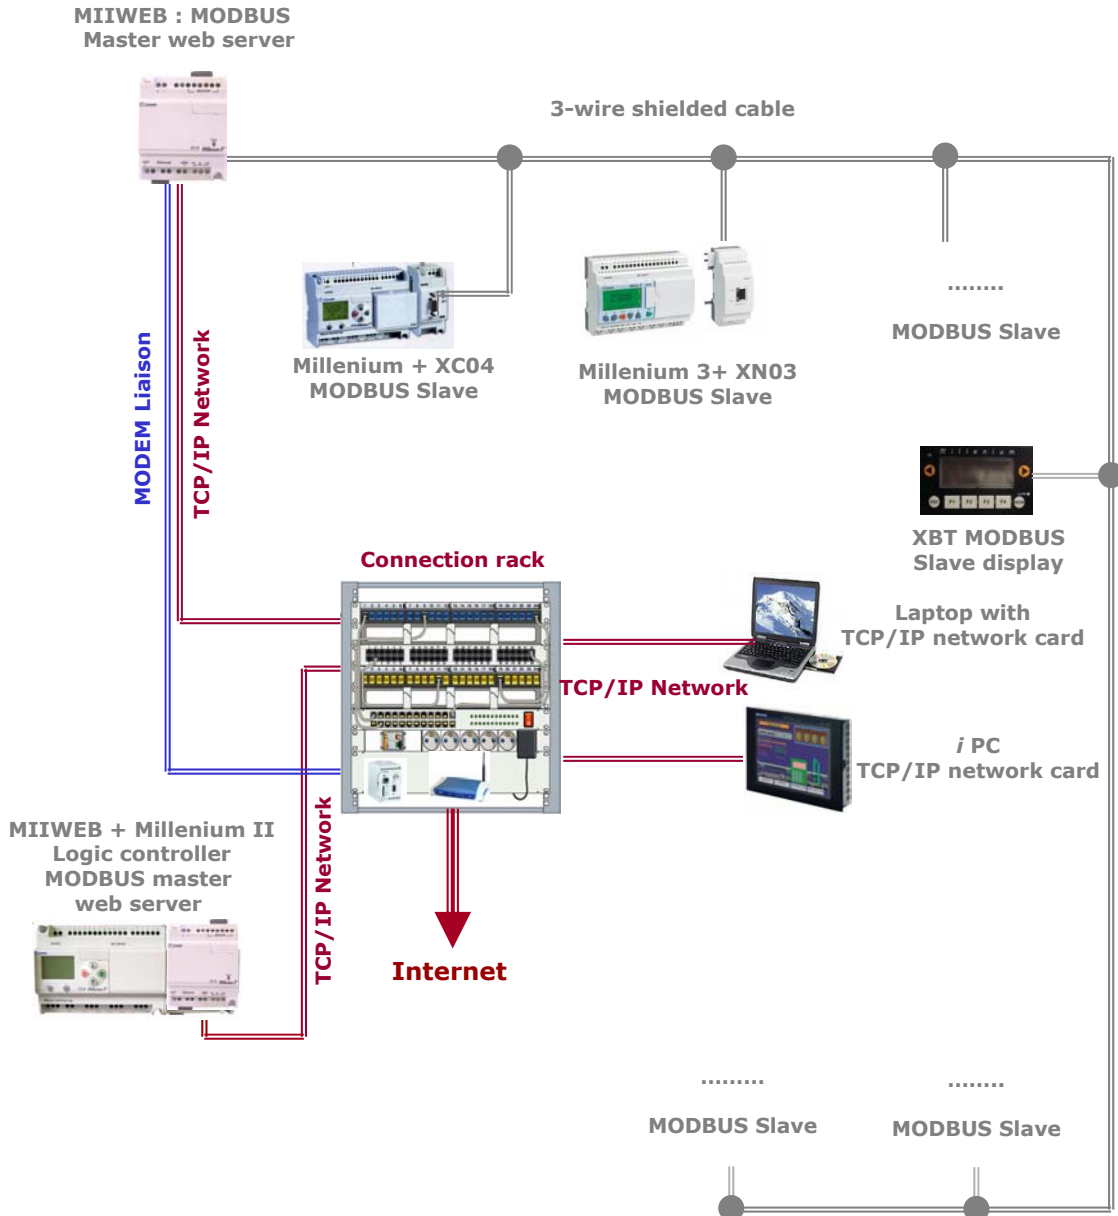 MIIWEB : MODBUS
Master web server
3-wire shielded cable
Millenium + XC04
MODBUS Slave
Millenium 3+ XN03
MODBUS Slave
........
MODBUS Slave
MODEM Liaison
TCP/IP Network
Millenium
XBT MODBUS
Slave display
Connection rack
Laptop with
TCP/IP network card
TCP/IP Network
i PC
TCP/IP network card
MIIWEB + Millenium II
Logic controller
MODBUS master
web server
TCP/IP Network
Internet
.........
MODBUS Slave
........
MODBUS Slave